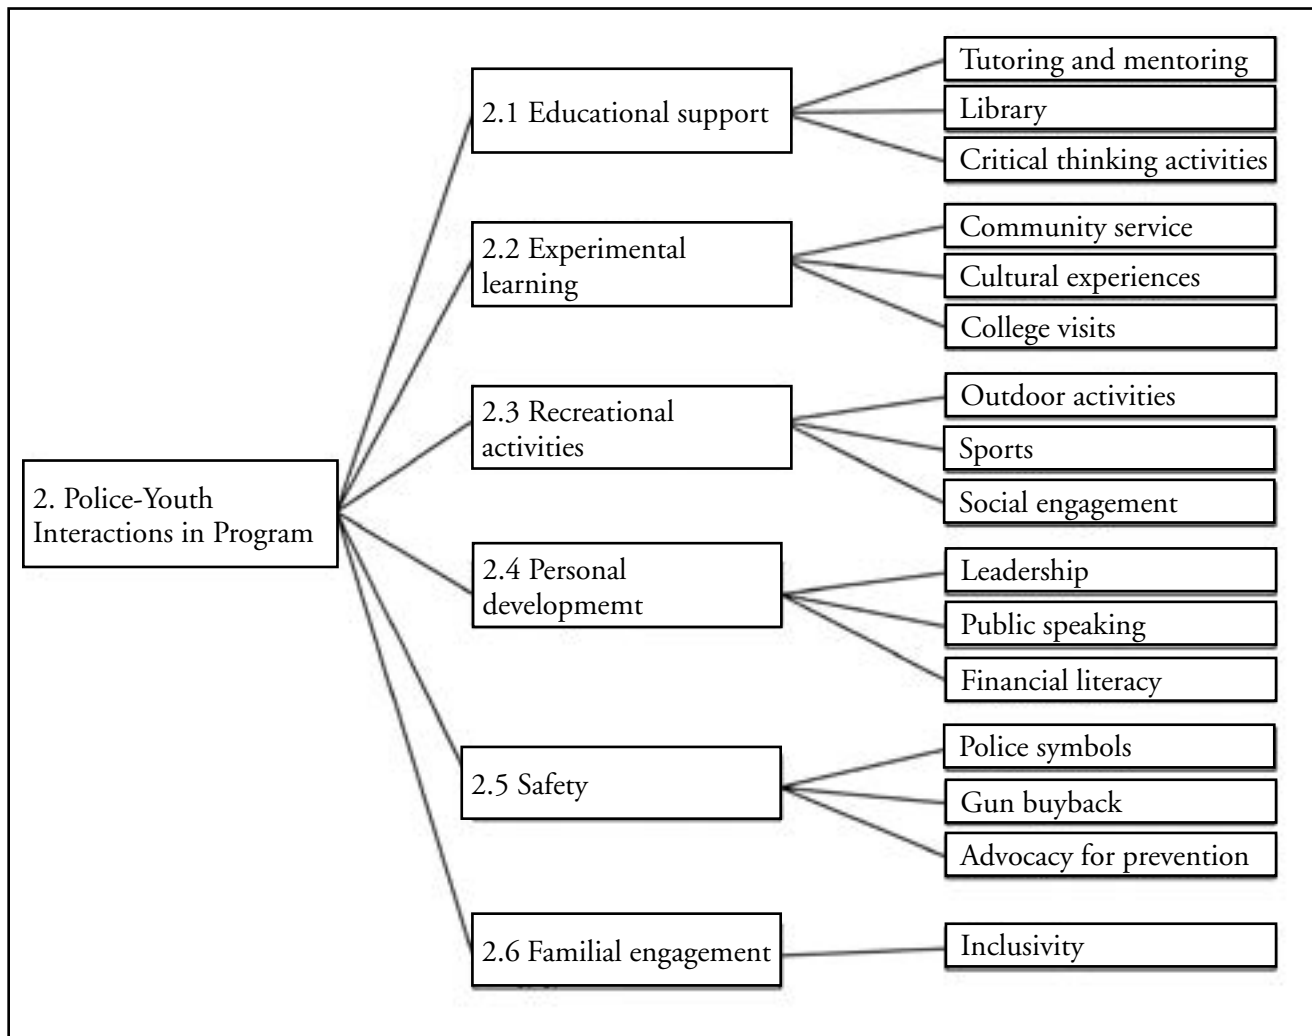 2. Police-Youth
Interactions in Program
2.1 Educational support
Tutoring and mentoring
Library
Critical thinking activities
2.2 Experimental
learning
Community service
Cultural experiences
College visits
2.3 Recreational
activities
Outdoor activities
Sports
Social engagement
2.4 Personal
developmemt
Leadership
Public speaking
Financial literacy
2.5 Safety
Police symbols
Gun buyback
Advocacy for prevention
2.6 Familial engagement
Inclusivity